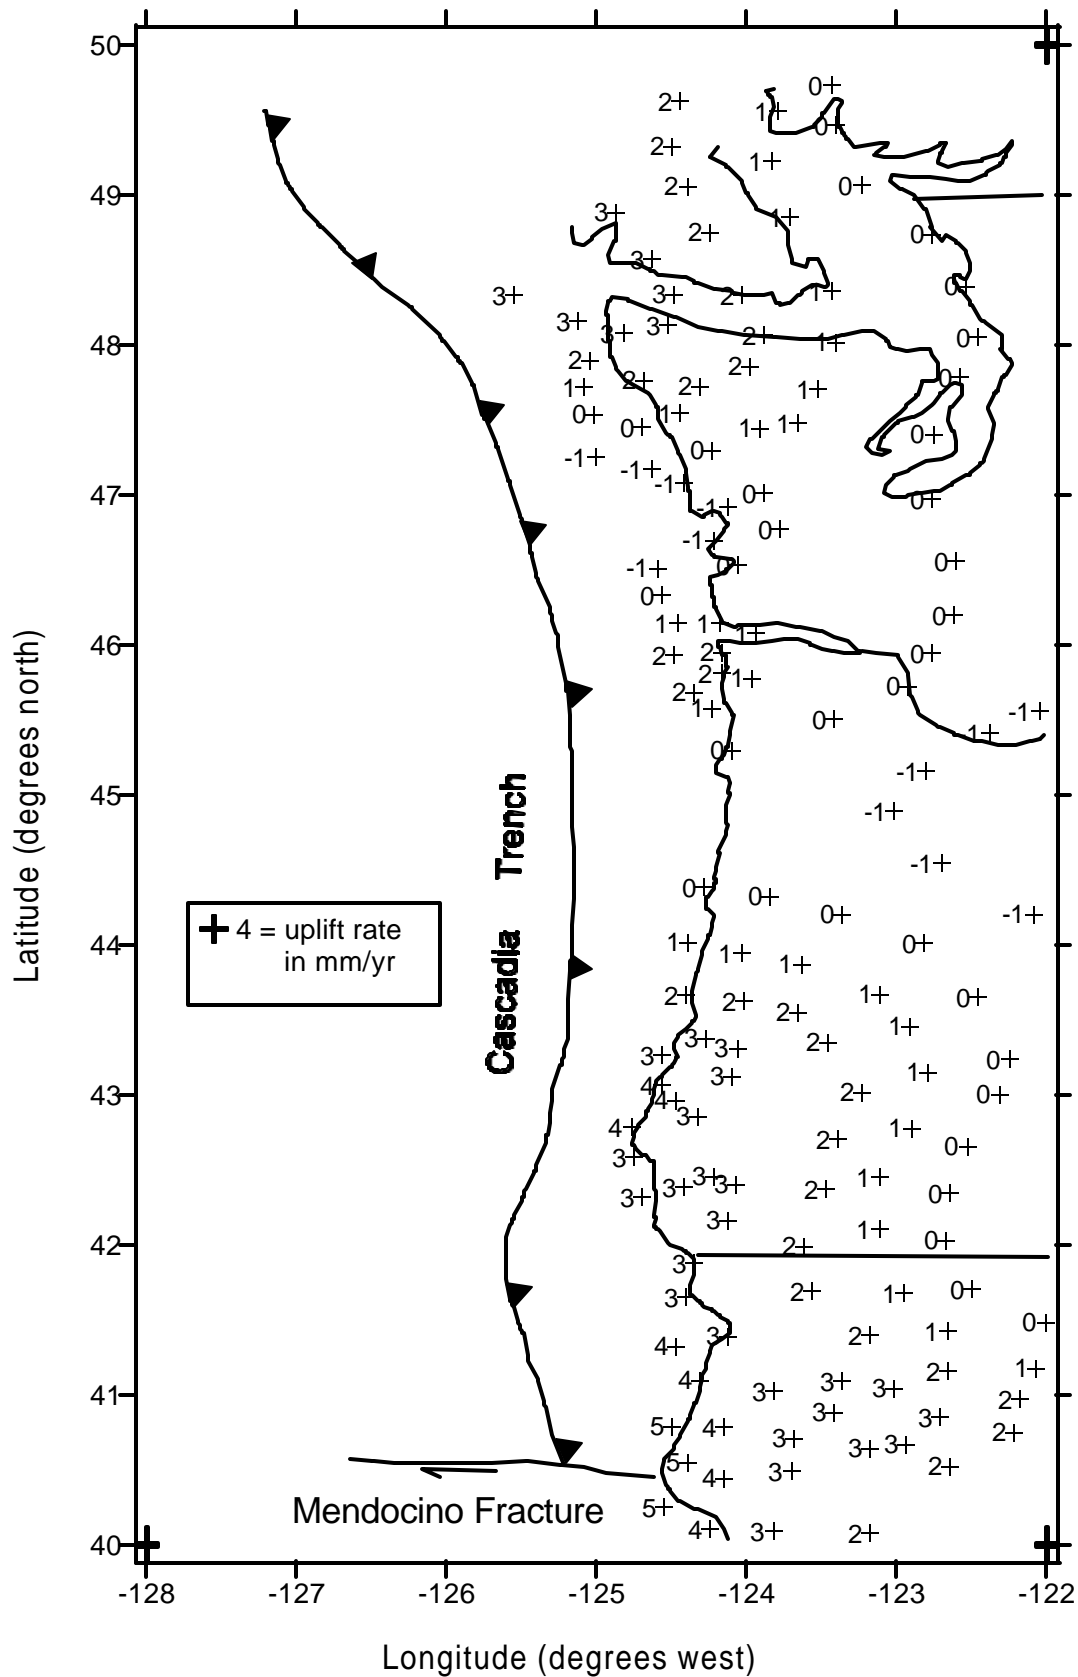 50
49
48
47
46
45
44
43
42
41
40
Latitude (degrees north)
0
2 1
0
2 1
2 0
3 1
2 0
3
3 3 2 1 0
3 3 3 2 1 0
2 2 0
1 2 2 1
0 1 1 1
0 0
-1 -1 0
-1 0
-1 0 0
-1 0
-1 0 0
0 0
1 1 1
2 2 0
2 2 1 0
1 0 -1
0 1
-1
-1
-1
0 0
0 0 -1
1 1
2 2 1 1 0
2 1
3 3 3 2 0
3 1
4 4 2 0
4 3 2 1
3 3 3 0
3 3 2 1 0
3 1
2 0
3
3 2 1 0
3 2 1 0
4
4 3 3 3 2 1
5 4 3 3 2
5 3 3 3 2
4 3 2
5
4 3 2
Cascadia Trench
4 = uplift rate
in mm/yr
Mendocino Fracture
-128 -127 -126 -125 -124 -123 -122
Longitude (degrees west)